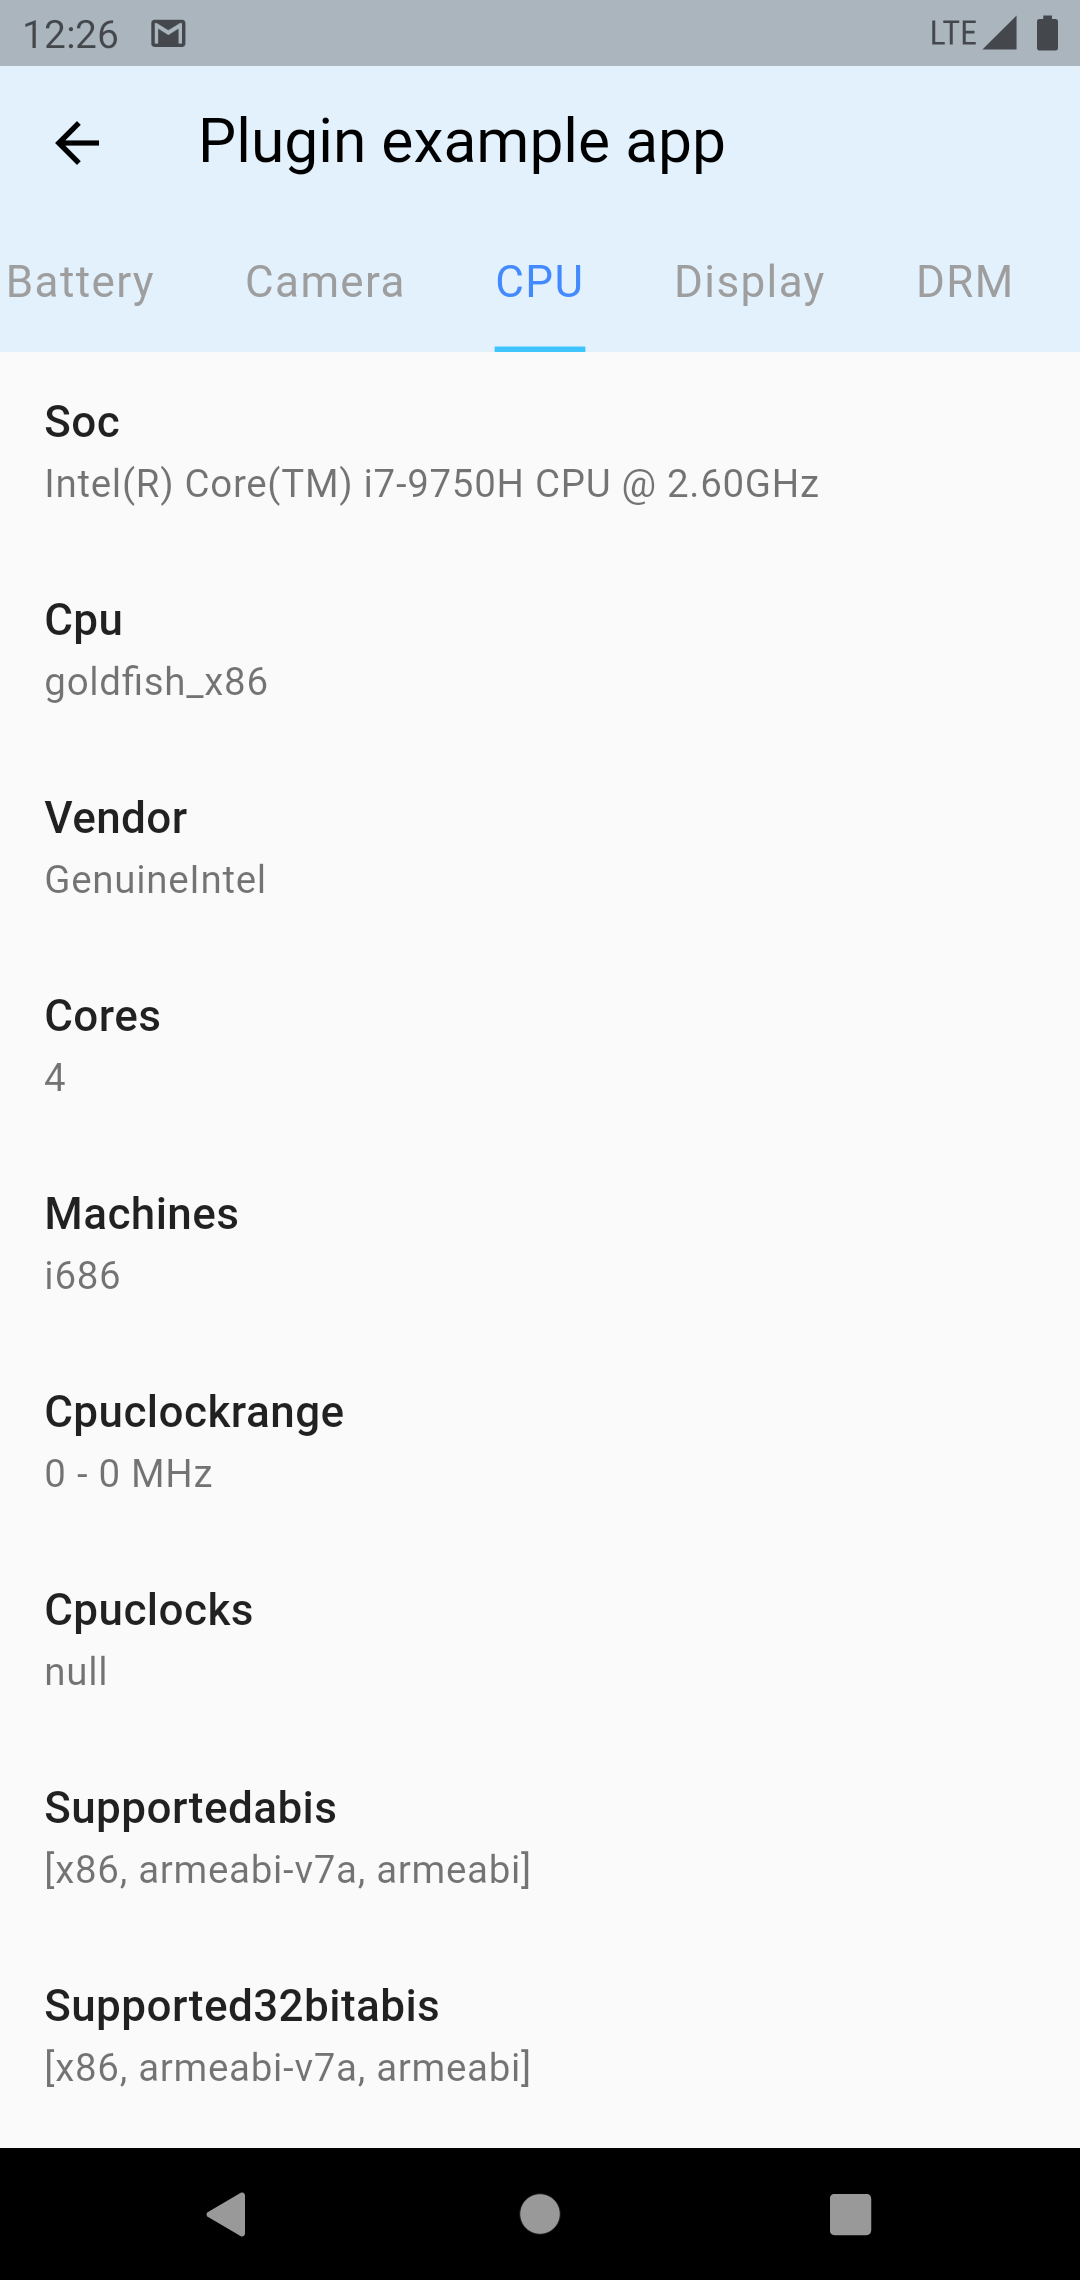 12:26
LTE
Plugin example app
Battery Camera CPU Display DRM
Soc
Intel(R) Core(TM) i7-9750H CPU @ 2.60GHz
Cpu
goldfish_x86
Vendor
GenuineIntel
Cores
4
Machines
i686
Cpuclockrange
0 - 0 MHz
Cpuclocks
null
Supportedabis
[x86, armeabi-v7a, armeabi]
Supported32bitabis
[x86, armeabi-v7a, armeabi]